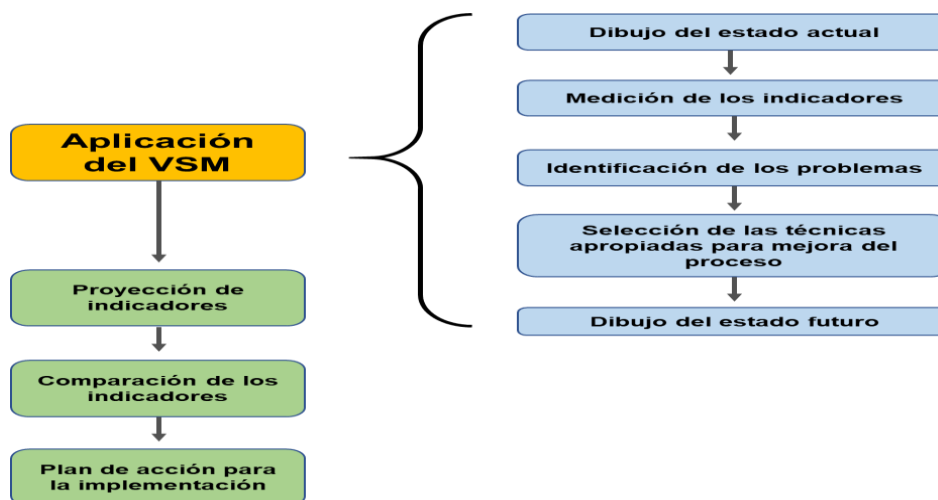 Aplicación
del VSM
Proyección de
indicadores
Comparación de los
indicadores
Plan de acción para
la implementación
Dibujo del estado actual
Medición de los indicadores
Identificación de los problemas
Selección de las técnicas
apropiadas para mejora del
proceso
Dibujo del estado futuro